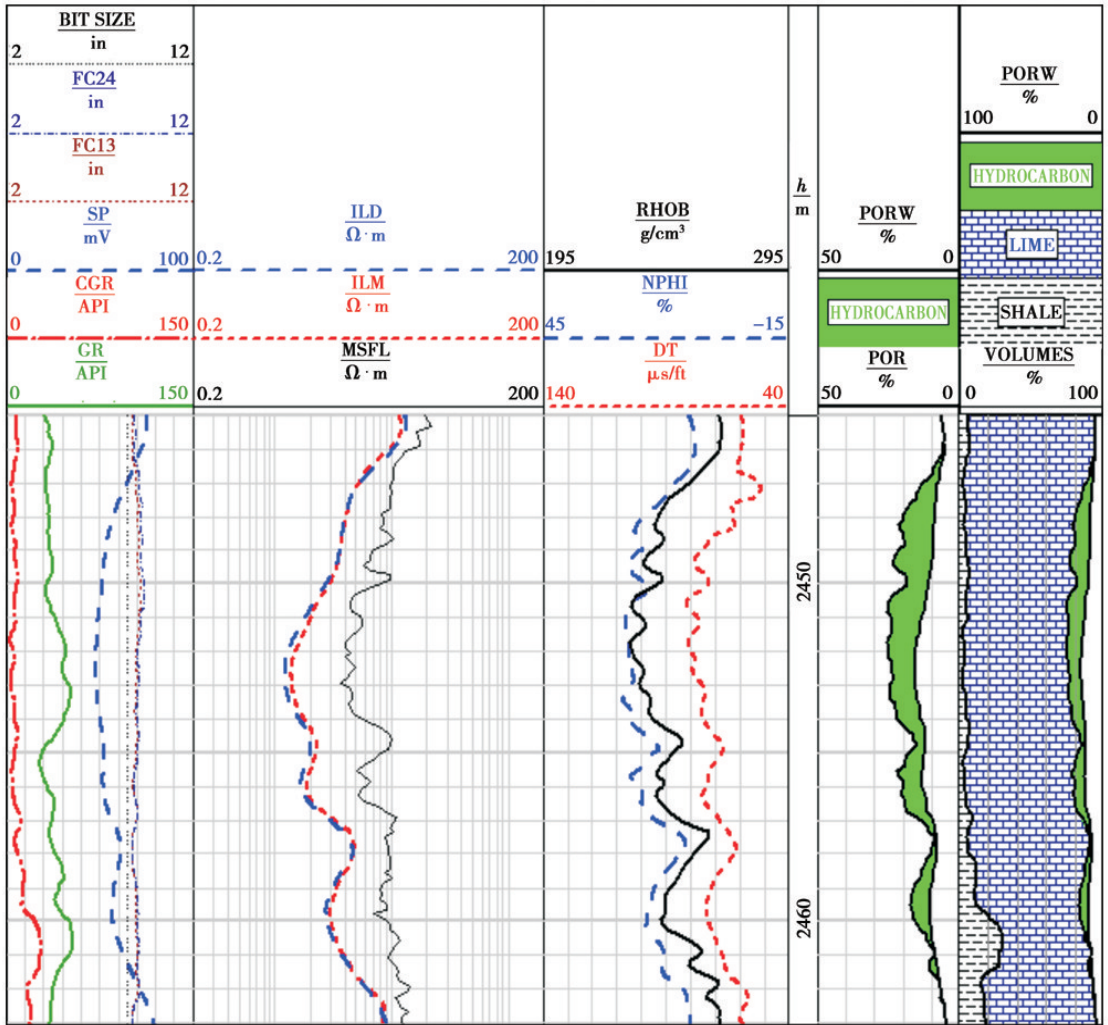 BIT SIZE
in
2 12
FC24
in
2 12
FC13
in
2 12
SP
mV
0 100
CGR
API
0 150
GR
API
0 150
ILD
Ω·m
0.2 200
ILM
Ω·m
0.2 200
MSFL
Ω·m
0.2 200
RHOB
g/cm³
195 295
NPHI
%
45 −15
DT
μs/ft
140 40
h
m
2450
2460
PORW
%
50 0
HYDROCARBON
POR
%
50 0
PORW
%
100 0
HYDROCARBON
LIME
SHALE
VOLUMES
%
0 100